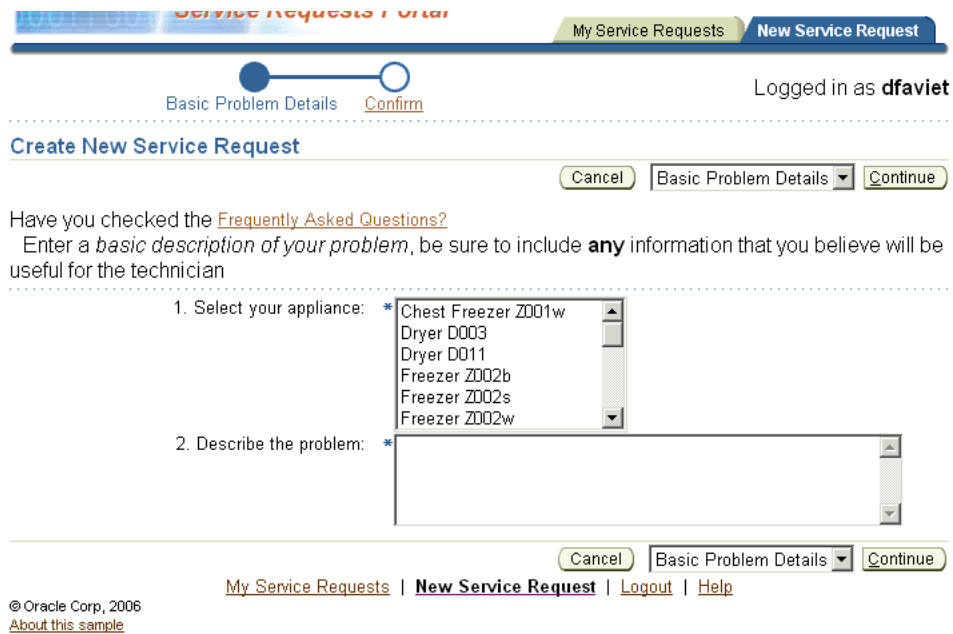 Service Requests Portal
My Service Requests
New Service Request
Basic Problem Details
Confirm
Logged in as dfaviet
Create New Service Request
Cancel
Basic Problem Details
Continue
Have you checked the Frequently Asked Questions?
Enter a basic description of your problem, be sure to include any information that you believe will be
useful for the technician
1. Select your appliance: *
Chest Freezer Z001w
Dryer D003
Dryer D011
Freezer Z002b
Freezer Z002s
Freezer Z002w
2. Describe the problem: *
Cancel
Basic Problem Details
Continue
My Service Requests | New Service Request | Logout | Help
© Oracle Corp, 2006
About this sample